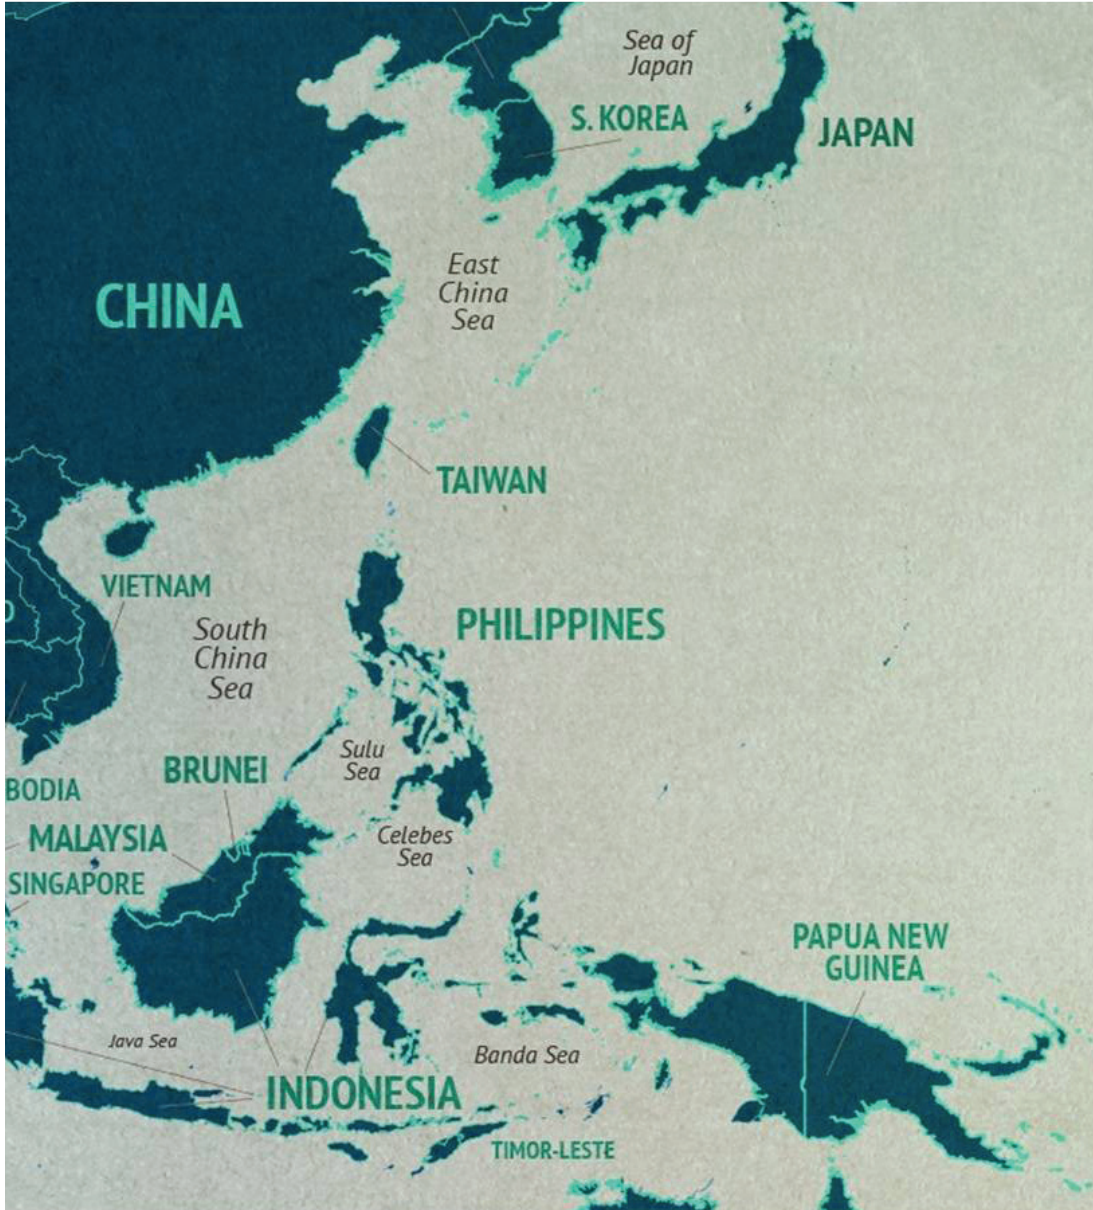 Sea of
Japan
S. KOREA
JAPAN
East
China
Sea
CHINA
TAIWAN
VIETNAM
South
China
Sea
PHILIPPINES
Sulu
Sea
BRUNEI
BODIA
MALAYSIA
Celebes
Sea
SINGAPORE
PAPUA NEW
GUINEA
Java Sea
Banda Sea
INDONESIA
TIMOR-LESTE